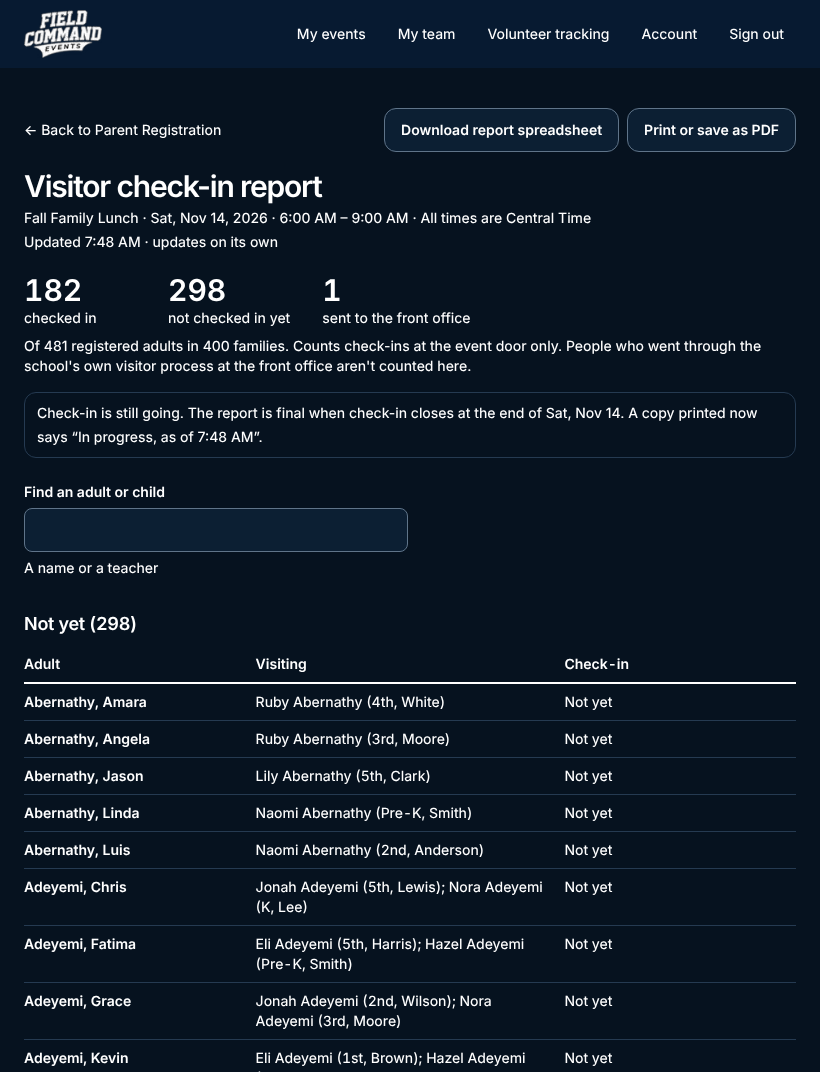 FIELD
COMMAND
EVENTS
My events
My team
Volunteer tracking
Account
Sign out
← Back to Parent Registration
Download report spreadsheet
Print or save as PDF
Visitor check-in report
Fall Family Lunch · Sat, Nov 14, 2026 · 6:00 AM – 9:00 AM · All times are Central Time
Updated 7:48 AM · updates on its own
182
checked in
298
not checked in yet
1
sent to the front office
Of 481 registered adults in 400 families. Counts check-ins at the event door only. People who went through the
school's own visitor process at the front office aren't counted here.
Check-in is still going. The report is final when check-in closes at the end of Sat, Nov 14. A copy printed now
says “In progress, as of 7:48 AM”.
Find an adult or child
A name or a teacher
Not yet (298)
Adult Visiting Check-in
Abernathy, Amara Ruby Abernathy (4th, White) Not yet
Abernathy, Angela Ruby Abernathy (3rd, Moore) Not yet
Abernathy, Jason Lily Abernathy (5th, Clark) Not yet
Abernathy, Linda Naomi Abernathy (Pre-K, Smith) Not yet
Abernathy, Luis Naomi Abernathy (2nd, Anderson) Not yet
Adeyemi, Chris Jonah Adeyemi (5th, Lewis); Nora Adeyemi Not yet
(K, Lee)
Adeyemi, Fatima Eli Adeyemi (5th, Harris); Hazel Adeyemi Not yet
(Pre-K, Smith)
Adeyemi, Grace Jonah Adeyemi (2nd, Wilson); Nora Not yet
Adeyemi (3rd, Moore)
Adeyemi, Kevin Eli Adeyemi (1st, Brown); Hazel Adeyemi Not yet